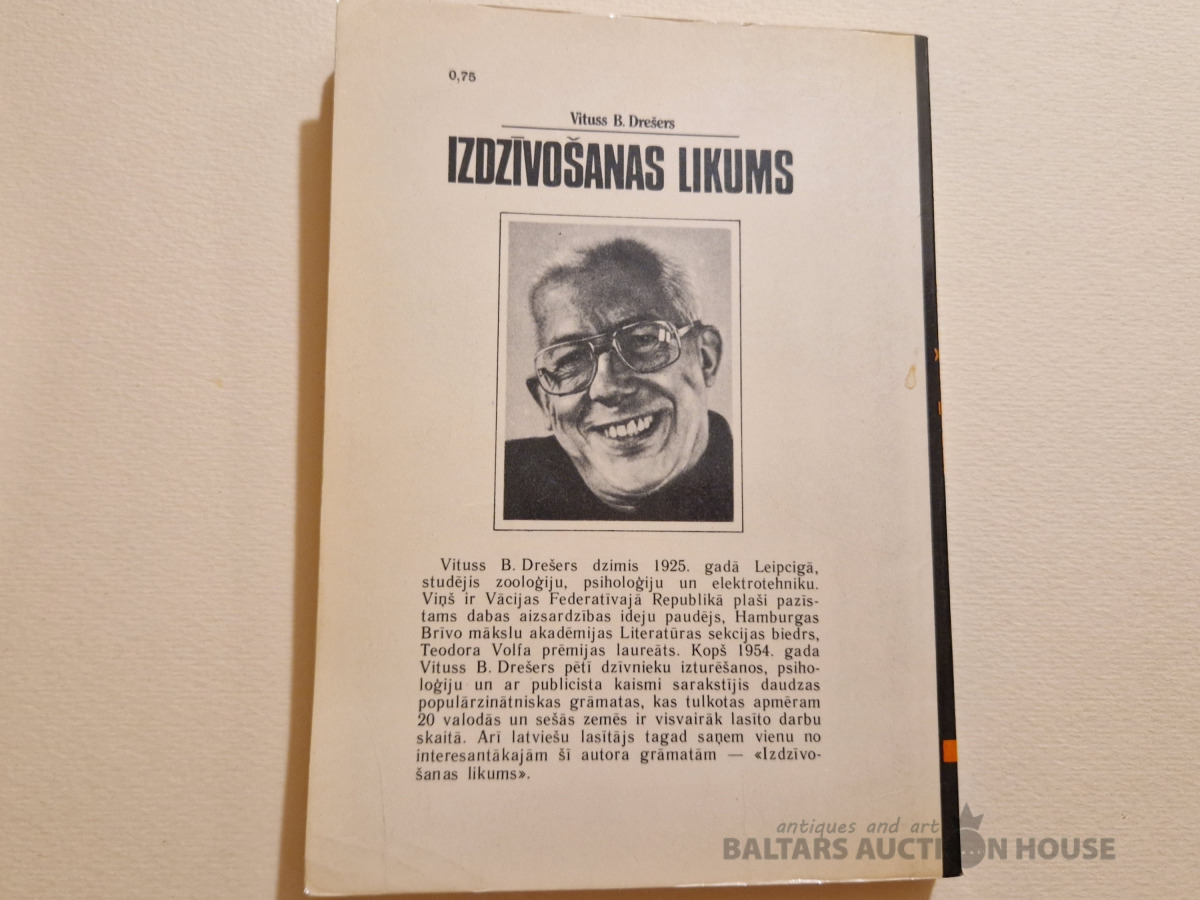 0,75
Vituss B. Drešers
IZDZĪVOŠANAS LIKUMS
Vituss B. Drešers dzimis 1925. gadā Leipcigā,
studējis zooloģiju, psiholoģiju un elektrotehniku.
Viņš ir Vācijas Federatīvajā Republikā plaši pazīs-
tams dabas aizsardzības ideju paudējs, Hamburgas
Brīvo mākslu akadēmijas Literatūras sekcijas biedrs,
Teodora Volfa prēmijas laureāts. Kopš 1954. gada
Vituss B. Drešers pētī dzīvnieku izturēšanos, psiho-
loģiju un ar publicista kaismi sarakstījis daudzas
populārzinātniskas grāmatas, kas tulkotas apmēram
20 valodās un sešās zemēs ir visvairāk lasīto darbu
skaitā. Arī latviešu lasītājs tagad saņem vienu no
interesantākajām šī autora grāmatām — «Izdzīvo-
šanas likums».
antiques and art
BALTARS AUCTION HOUSE